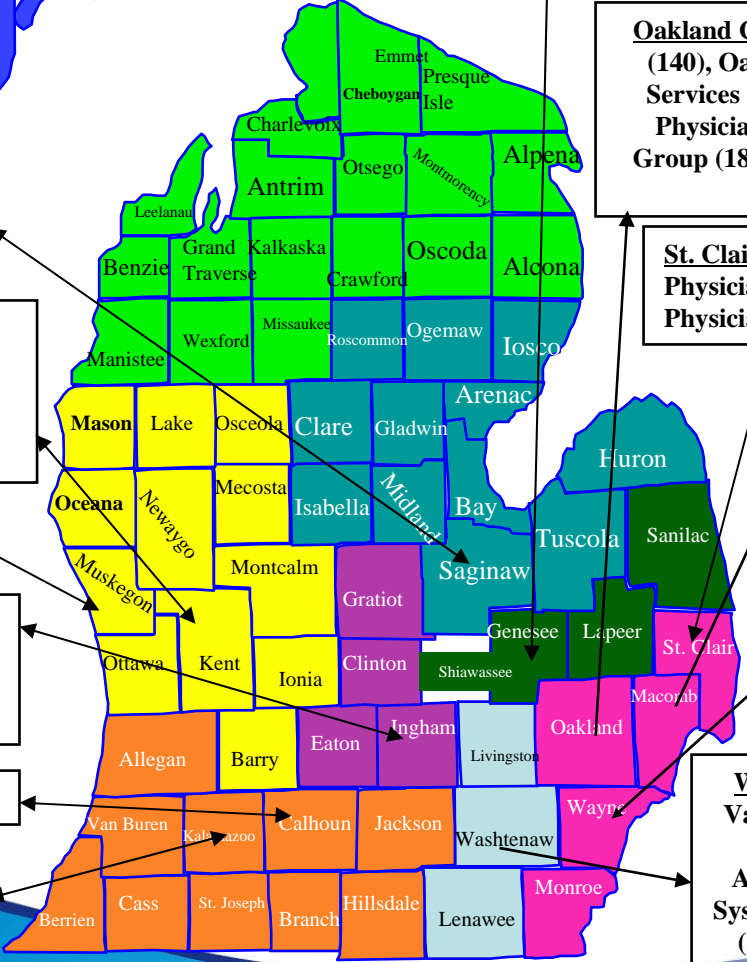 Oakland C
(140), Oa
Services
Physicia
Group (18
Emmet
Presque
Isle
Cheboygan
Charlevoix
Otsego
Montmorency
Alpena
Antrim
Leelanau
Grand
Traverse
Kalkaska
Oscoda
Benzie
Crawford
Alcona
St. Clai
Physicia
Physicia
Manistee
Wexford
Missaukee
Roscommon
Ogemaw
Iosco
Arenac
Mason
Lake
Osceola
Clare
Gladwin
Huron
Oceana
Newaygo
Mecosta
Isabella
Midland
Bay
Tuscola
Sanilac
Muskegon
Montcalm
Saginaw
Gratiot
Genesee
Lapeer
St. Clair
Ottawa
Kent
Ionia
Clinton
Shiawassee
Macomb
Allegan
Barry
Eaton
Ingham
Livingston
Oakland
Van Buren
Kalamazoo
Calhoun
Jackson
Washtenaw
Wayne
W
Va
A
Sys
(
Berrien
Cass
St. Joseph
Branch
Hillsdale
Lenawee
Monroe